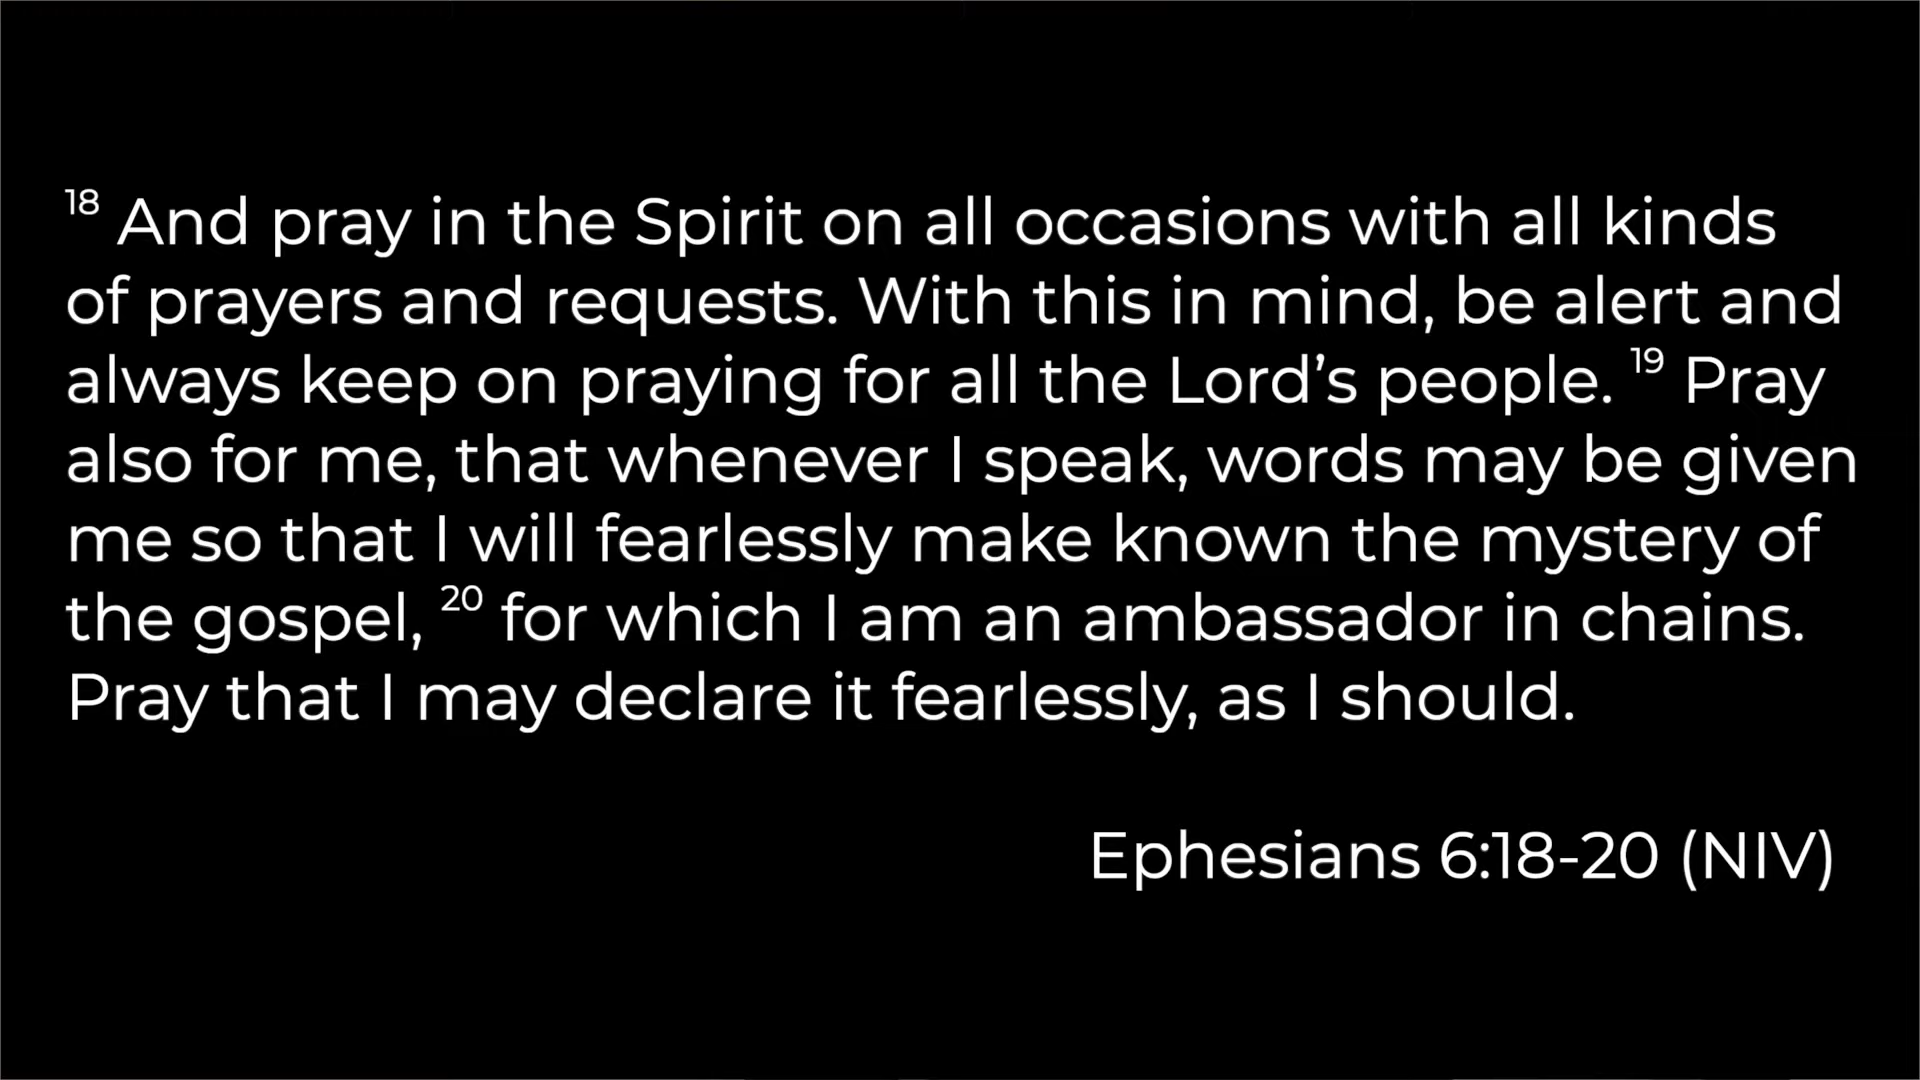 18 And pray in the Spirit on all occasions with all kinds
of prayers and requests. With this in mind, be alert and
always keep on praying for all the Lord’s people. 19 Pray
also for me, that whenever I speak, words may be given
me so that I will fearlessly make known the mystery of
the gospel, 20 for which I am an ambassador in chains.
Pray that I may declare it fearlessly, as I should.
Ephesians 6:18-20 (NIV)